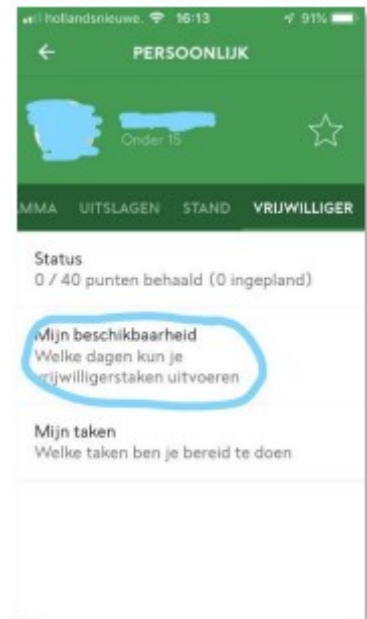 hollandsnieuwe. 16:13 91%
PERSOONLIJK
Onder 15
MMA UITSLAGEN STAND VRIJWILLIGER
Status
0 / 40 punten behaald (0 ingepland)
Mijn beschikbaarheid
Welke dagen kun je
vrijwilligerstaken uitvoeren
Mijn taken
Welke taken ben je bereid te doen